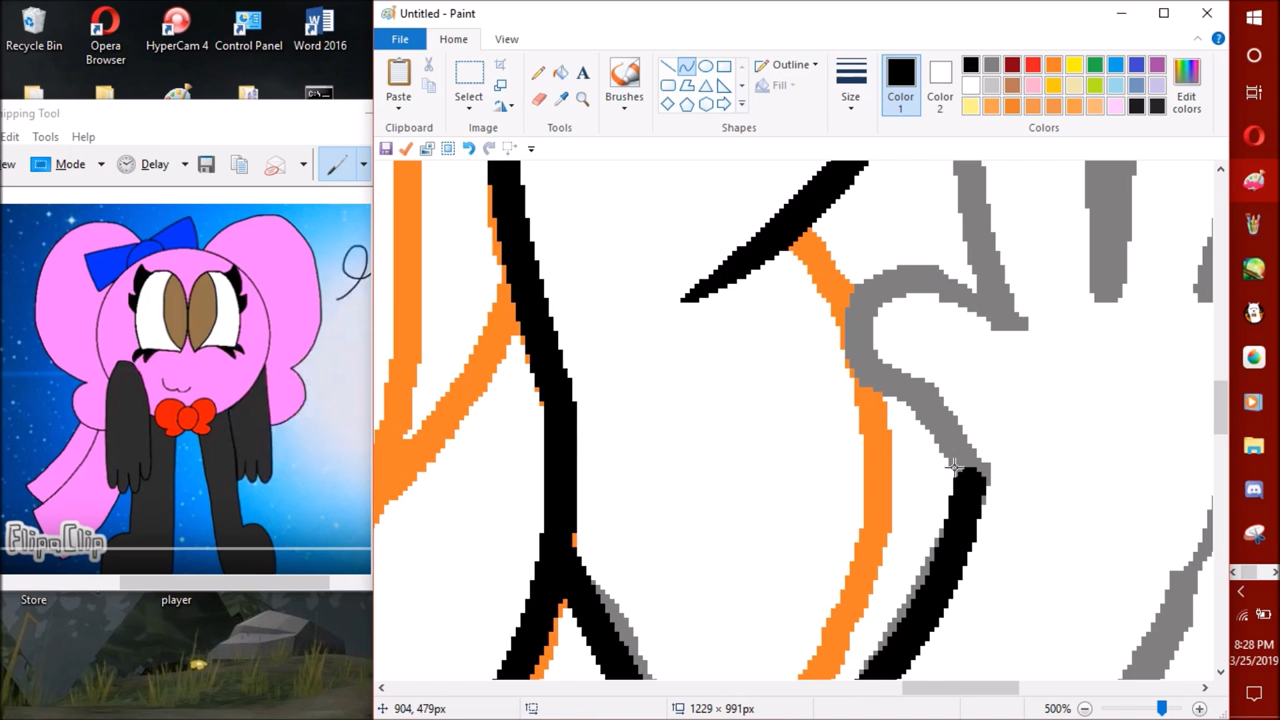 Recycle Bin
Opera Browser
HyperCam 4
Control Panel
Word 2016
ipping Tool
Edit Tools Help
ew Mode Delay
FlipaClip
Store
player
Untitled - Paint
File Home View
Paste
Select
Brushes
Outline
Fill
Size
Color 1
Color 2
Edit colors
Clipboard
Image
Tools
Shapes
Colors
904, 479px
1229 × 991px
500%
8:28 PM
3/25/2019